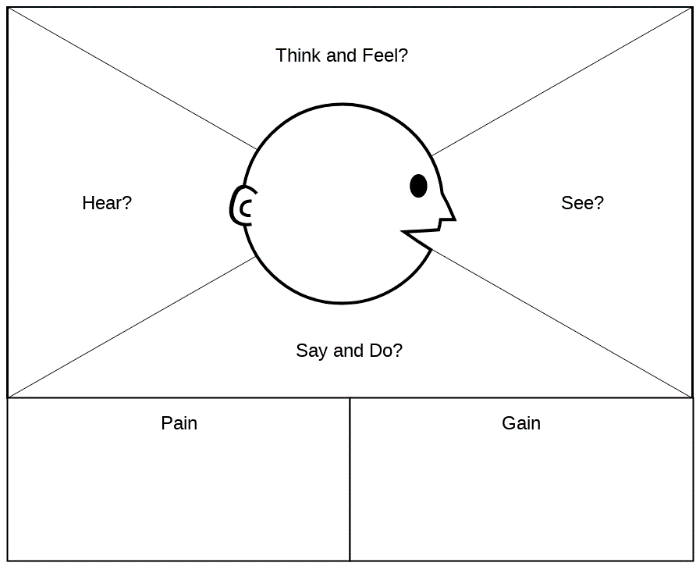 Think and Feel?
Hear?
See?
Say and Do?
Pain
Gain